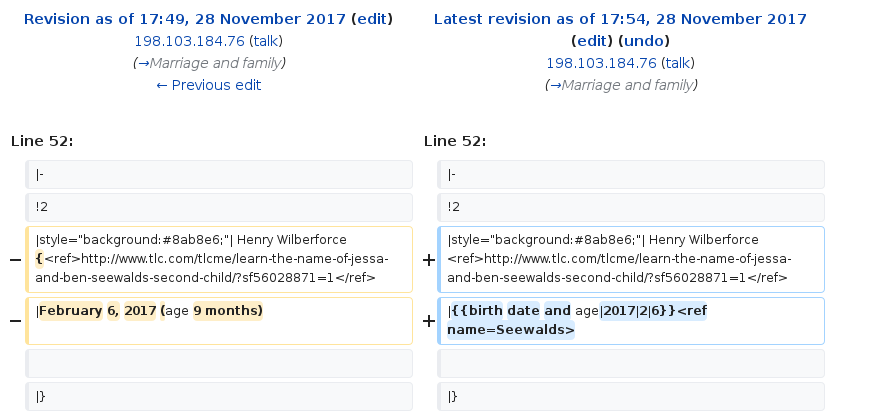 Revision as of 17:49, 28 November 2017 (edit)
198.103.184.76 (talk)
(→Marriage and family)
← Previous edit
Latest revision as of 17:54, 28 November 2017
(edit) (undo)
198.103.184.76 (talk)
(→Marriage and family)
Line 52:
Line 52:
|-
|-
!2
!2
− |style="background:#8ab8e6;"| Henry Wilberforce
{<ref>http://www.tlc.com/tlcme/learn-the-name-of-jessa-
and-ben-seewalds-second-child/?sf56028871=1</ref>
+ |style="background:#8ab8e6;"| Henry Wilberforce
<ref>http://www.tlc.com/tlcme/learn-the-name-of-jessa-
and-ben-seewalds-second-child/?sf56028871=1</ref>
− |February 6, 2017 (age 9 months)
+ |{{birth date and age|2017|2|6}}<ref
name=Seewalds>
|}
|}